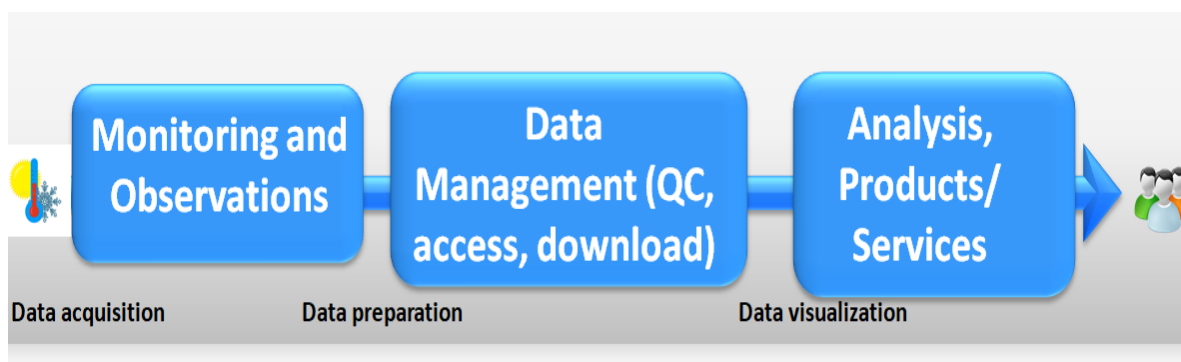 Monitoring and
Observations
Data
Management (QC,
access, download)
Analysis,
Products/
Services
Data acquisition
Data preparation
Data visualization